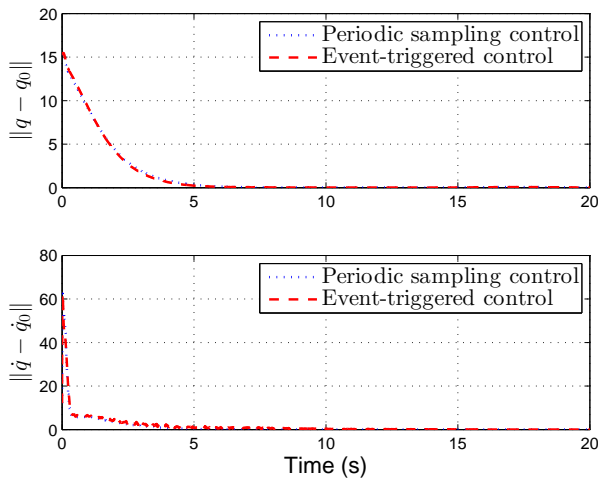 20
15
10
5
0
‖q − q₀‖
Periodic sampling control
Event-triggered control
0 5 10 15 20
80
60
40
20
0
‖q̇ − q̇₀‖
Periodic sampling control
Event-triggered control
0 5 10 15 20
Time (s)